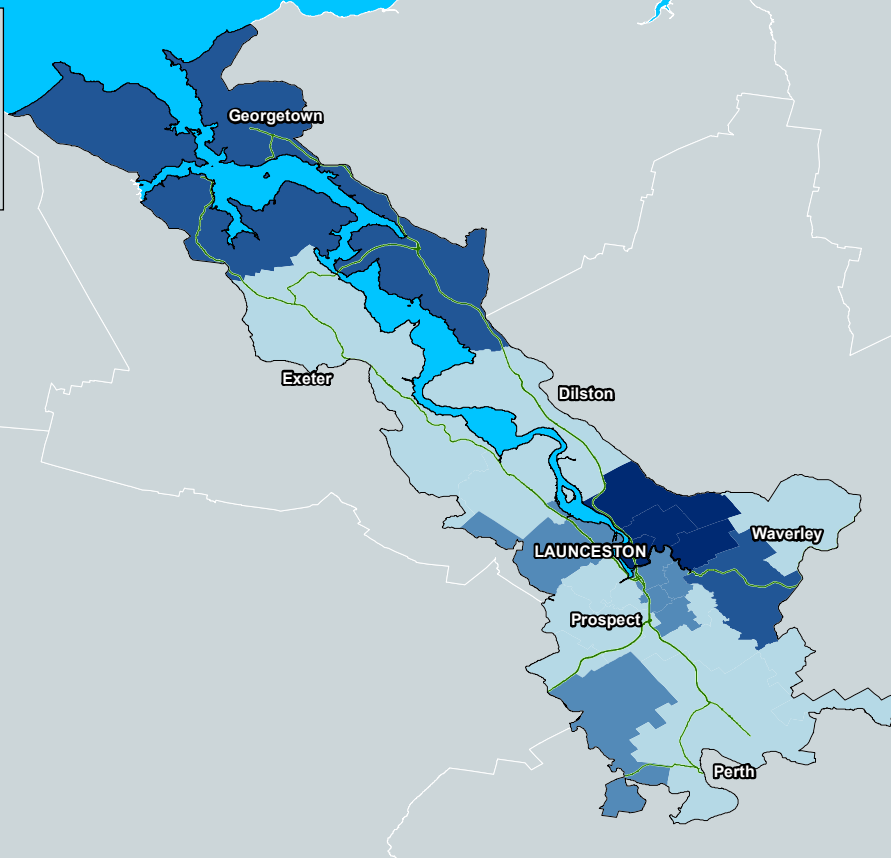 Georgetown
Exeter
Dilston
Waverley
LAUNCESTON
Prospect
Perth